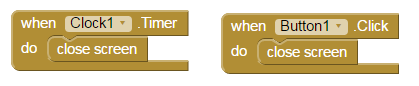 when Clock1 .Timer
do close screen
when Button1 .Click
do close screen